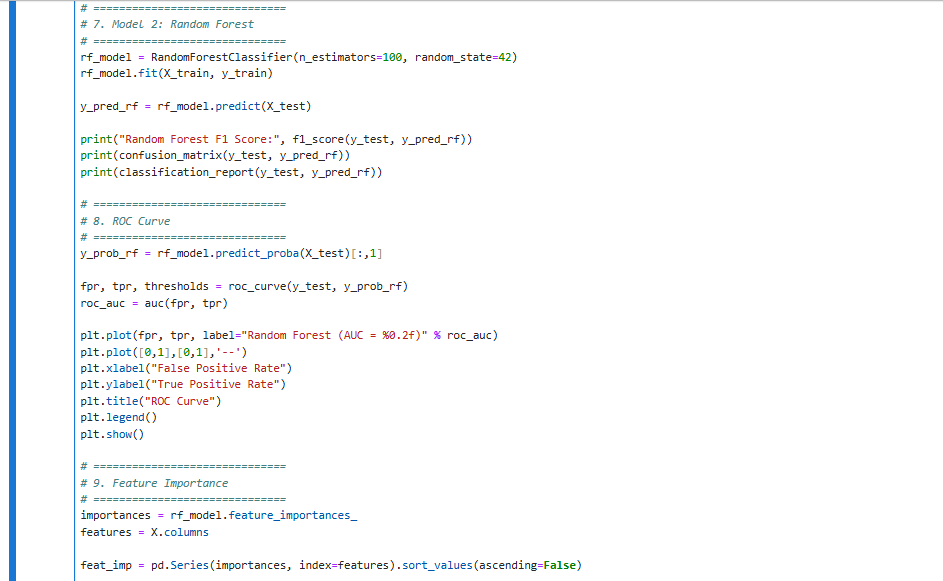 # ==============================
# 7. Model 2: Random Forest
# ==============================
rf_model = RandomForestClassifier(n_estimators=100, random_state=42)
rf_model.fit(X_train, y_train)
y_pred_rf = rf_model.predict(X_test)
print("Random Forest F1 Score:", f1_score(y_test, y_pred_rf))
print(confusion_matrix(y_test, y_pred_rf))
print(classification_report(y_test, y_pred_rf))
# ==============================
# 8. ROC Curve
# ==============================
y_prob_rf = rf_model.predict_proba(X_test)[:,1]
fpr, tpr, thresholds = roc_curve(y_test, y_prob_rf)
roc_auc = auc(fpr, tpr)
plt.plot(fpr, tpr, label="Random Forest (AUC = %0.2f)" % roc_auc)
plt.plot([0,1],[0,1],'--')
plt.xlabel("False Positive Rate")
plt.ylabel("True Positive Rate")
plt.title("ROC Curve")
plt.legend()
plt.show()
# ==============================
# 9. Feature Importance
# ==============================
importances = rf_model.feature_importances_
features = X.columns
feat_imp = pd.Series(importances, index=features).sort_values(ascending=False)